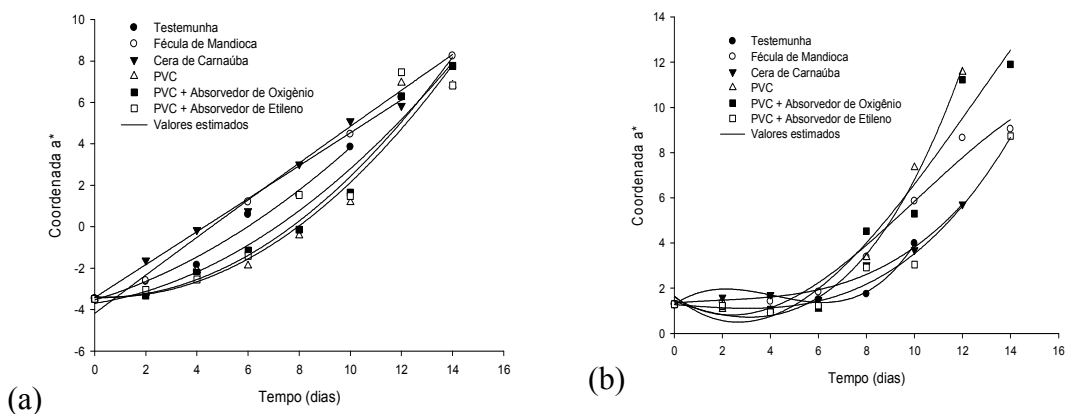 8
6
4
2
0
-2
-4
-6
Coordenada a*
Testemunha
Fécula de Mandioca
Cera de Carnaúba
PVC
PVC + Absorvedor de Oxigênio
PVC + Absorvedor de Etileno
Valores estimados
10
0 2 4 6 8 10 12 14 16
Tempo (dias)
(a)
14
12
10
8
6
4
2
0
Coordenada a*
Testemunha
Fécula de Mandioca
Cera de Carnaúba
PVC
PVC + Absorvedor de Oxigênio
PVC + Absorvedor de Etileno
Valores estimados
0 2 4 6 8 10 12 14 16
Tempo (dias)
(b)